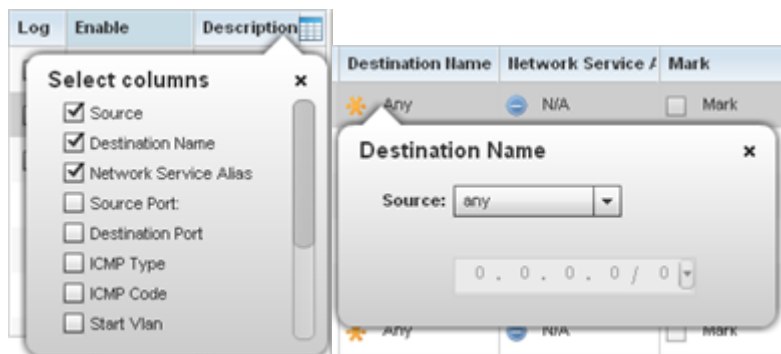 Log Enable Description
Select columns ×
Source
Destination Name
Network Service Alias
Source Port:
Destination Port
ICMP Type
ICMP Code
Start Vlan
Destination Name Network Service A Mark
Any N/A Mark
Destination Name ×
Source: any
0 . 0 . 0 . 0 / 0
Any N/A Mark